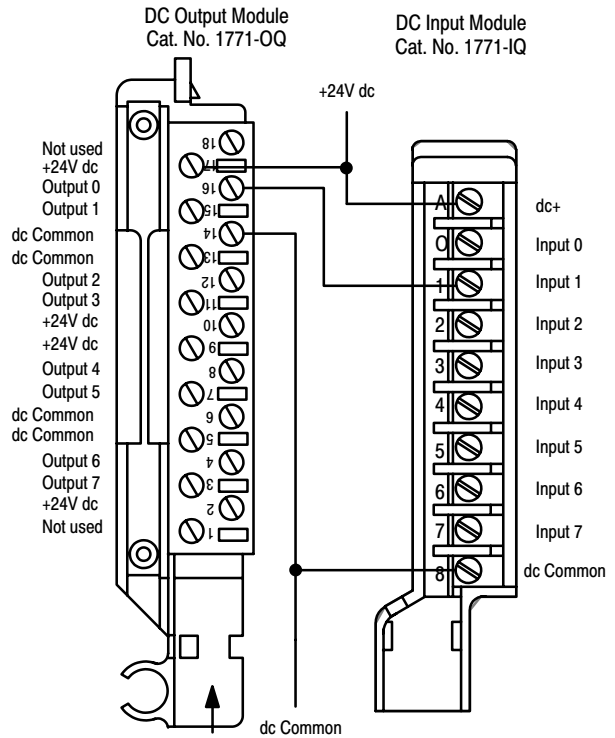 DC Output Module
Cat. No. 1771-OQ
DC Input Module
Cat. No. 1771-IQ
+24V dc
Not used
+24V dc
Output 0
Output 1
dc Common
dc Common
Output 2
Output 3
+24V dc
+24V dc
Output 4
Output 5
dc Common
dc Common
Output 6
Output 7
+24V dc
Not used
18
17
16
15
14
13
12
11
10
9
8
7
6
5
4
3
2
1
A
0
1
2
3
4
5
6
7
8
dc+
Input 0
Input 1
Input 2
Input 3
Input 4
Input 5
Input 6
Input 7
dc Common
dc Common